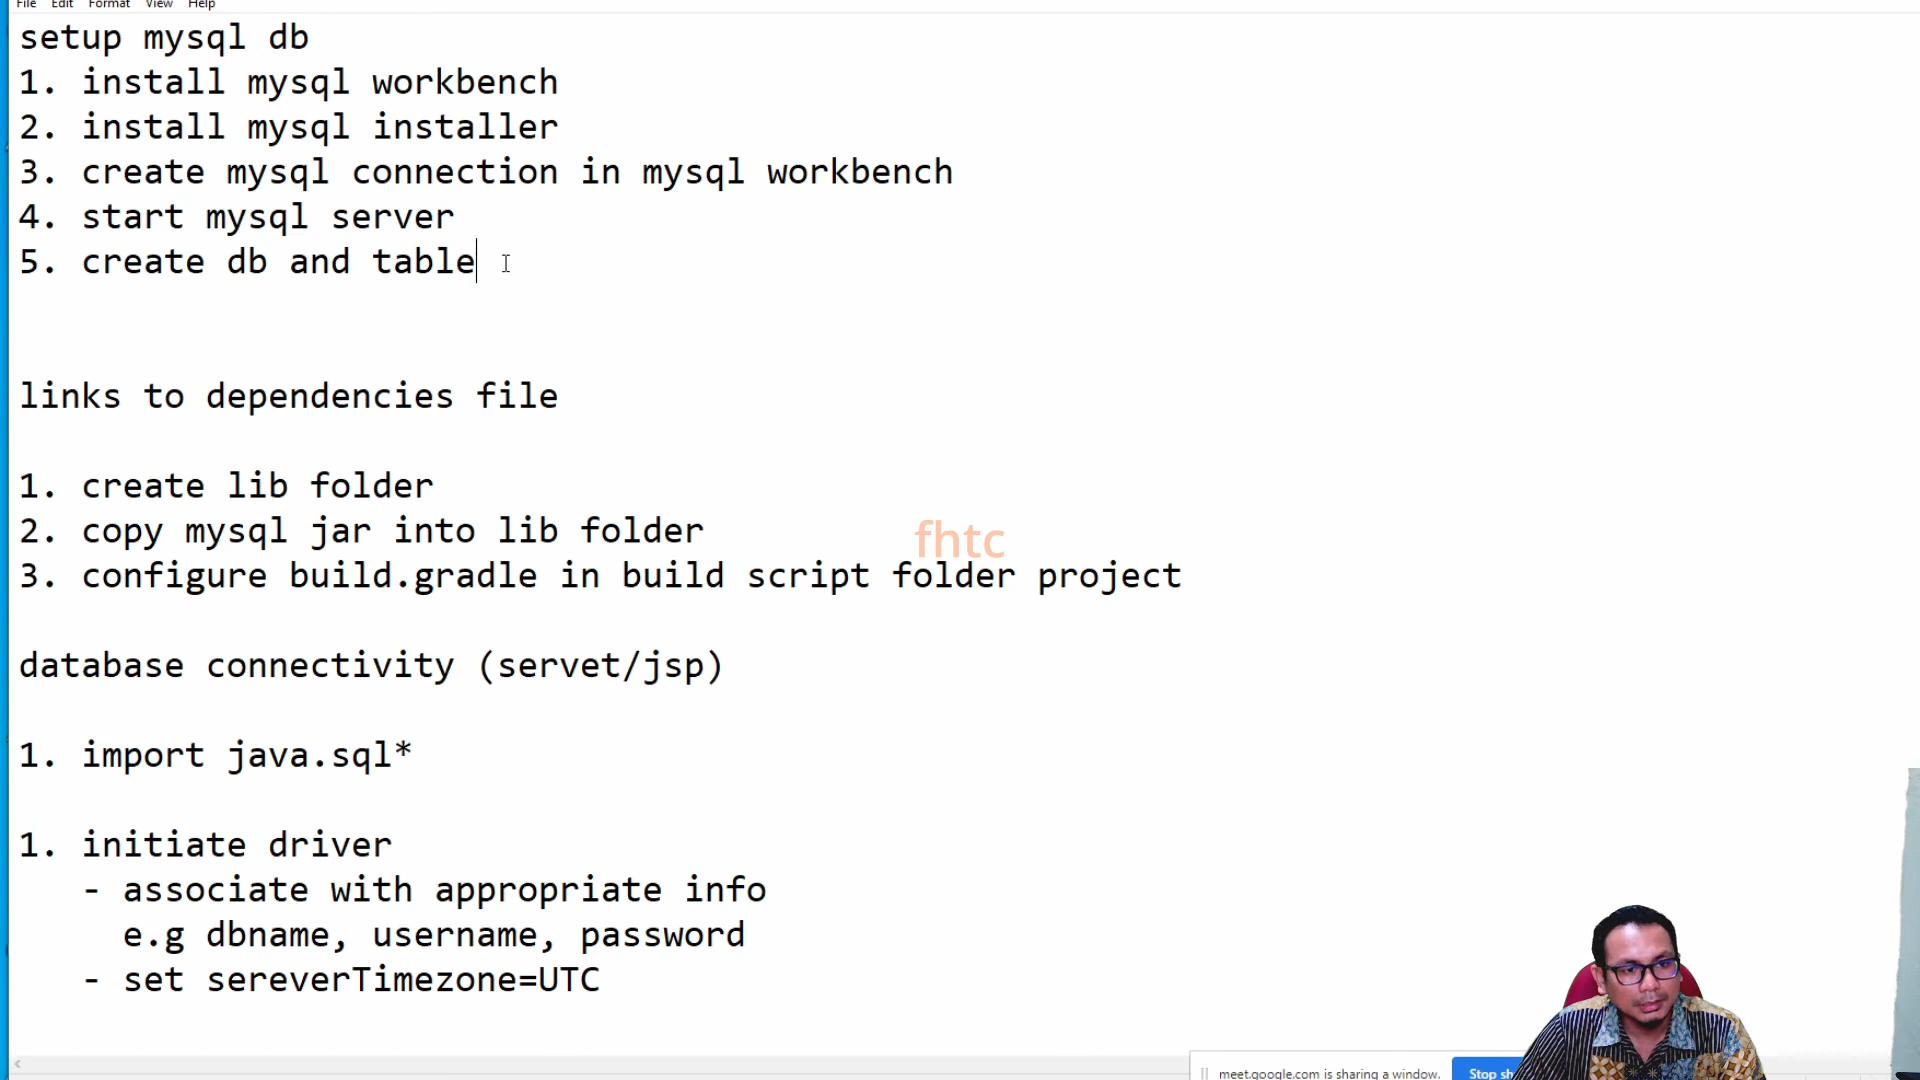 File Edit Format View Help
setup mysql db
1. install mysql workbench
2. install mysql installer
3. create mysql connection in mysql workbench
4. start mysql server
5. create db and table
links to dependencies file
1. create lib folder
2. copy mysql jar into lib folder
fhtc
3. configure build.gradle in build script folder project
database connectivity (servet/jsp)
1. import java.sql*
1. initiate driver
- associate with appropriate info
e.g dbname, username, password
- set sereverTimezone=UTC
meet.google.com is sharing a window.
Stop sh